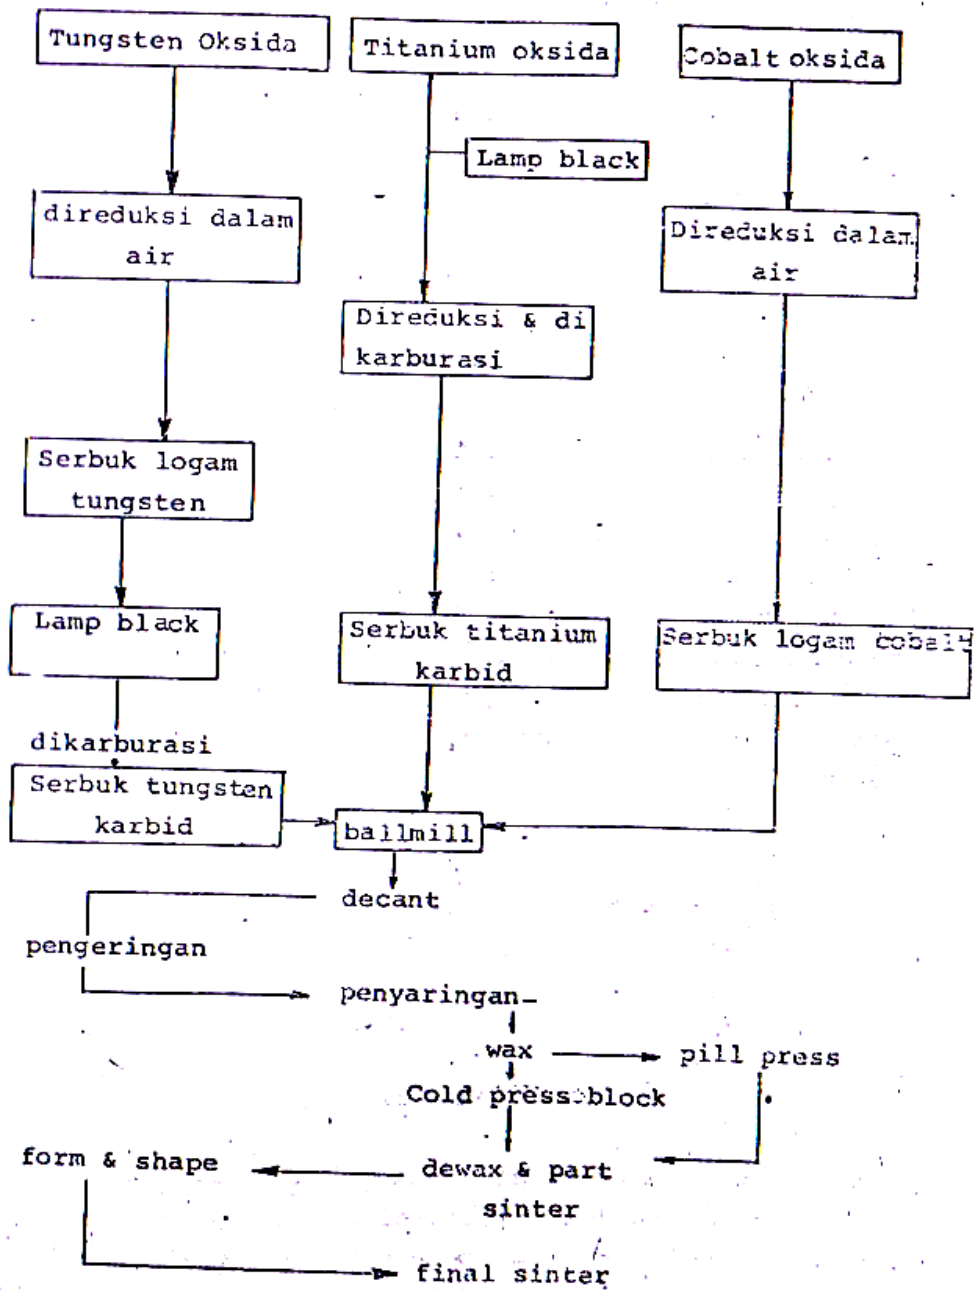 Tungsten Oksida
Titanium oksida
Cobalt oksida
Lamp black
direduksi dalam
air
Direduksi dalam
air
Direduksi & di
karburasi
Serbuk logam
tungsten
Lamp black
Serbuk titanium
karbid
Serbuk logam cobalt
dikarburasi
Serbuk tungsten
karbid
ballmill
decant
pengeringan
penyaringan
wax
pill press
Cold press block
form & shape
dewax & part
sinter
final sinter